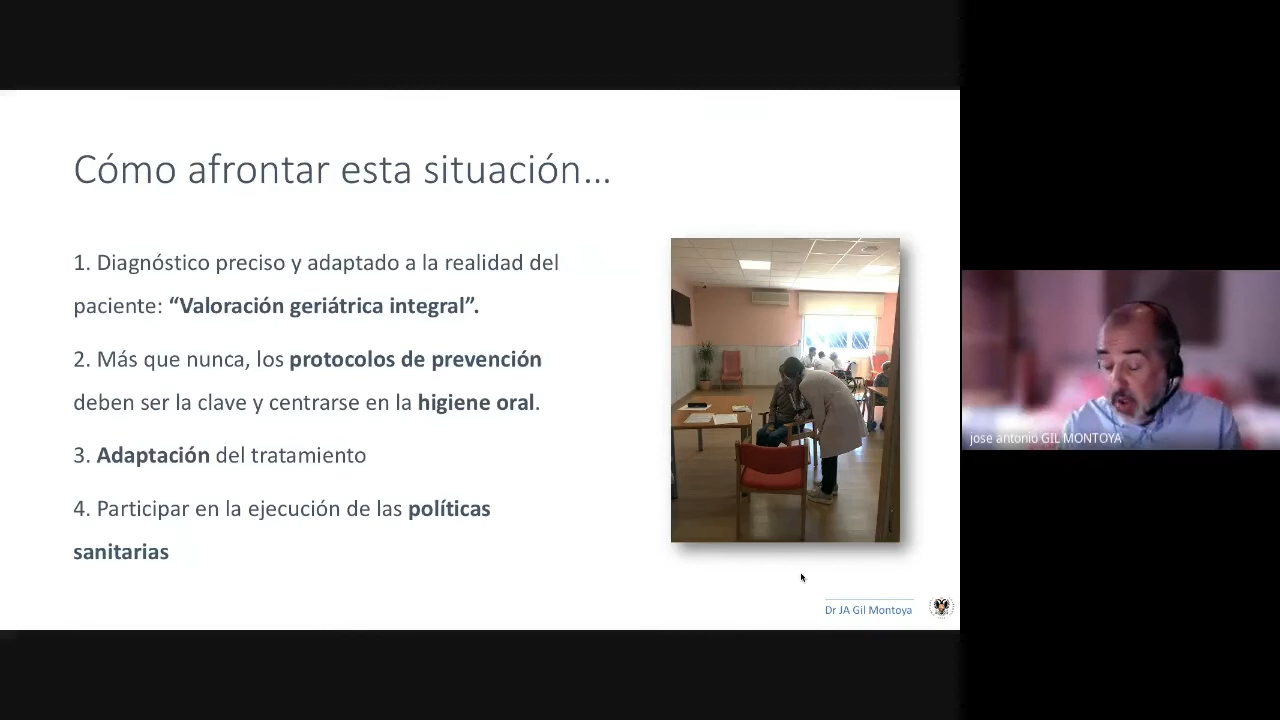 Cómo afrontar esta situación...
1. Diagnóstico preciso y adaptado a la realidad del
paciente: “Valoración geriátrica integral”.
2. Más que nunca, los protocolos de prevención
deben ser la clave y centrarse en la higiene oral.
3. Adaptación del tratamiento
4. Participar en la ejecución de las políticas
sanitarias
Dr JA Gil Montoya
jose antonio GIL MONTOYA